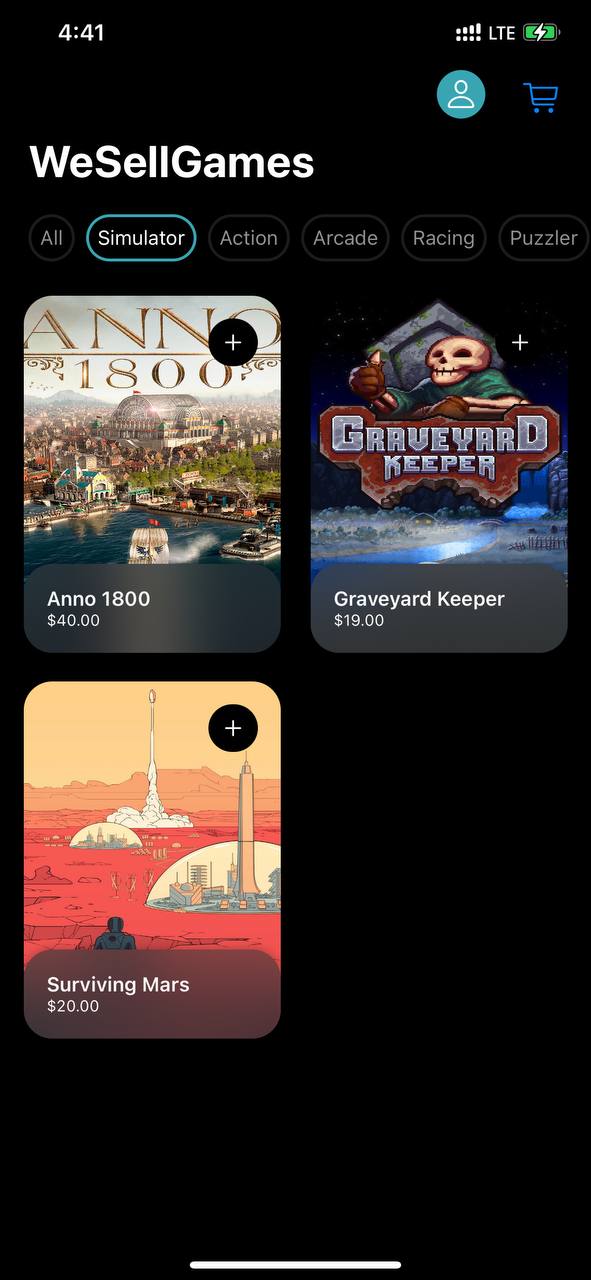 4:41 LTE
WeSellGames
All Simulator Action Arcade Racing Puzzler
ANNO
1800
GRAVEYARD
KEEPER
Anno 1800
$40.00
Graveyard Keeper
$19.00
Surviving Mars
$20.00